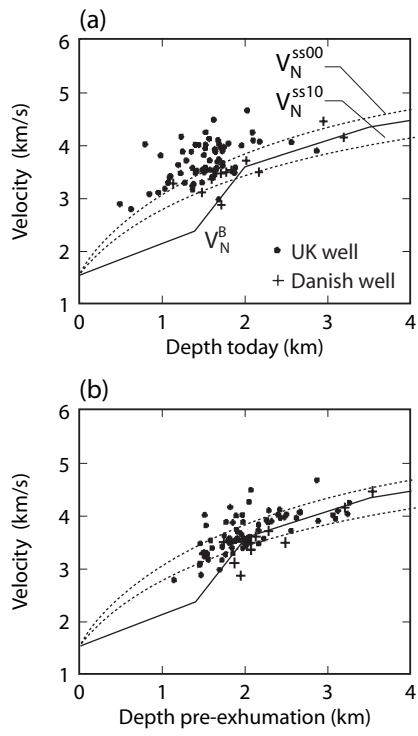 (a)
6
5
4
3
2
1
Velocity (km/s)
V_N^ss00
V_N^ss10
V_N^B
UK well
+ Danish well
0 1 2 3 4
Depth today (km)
(b)
6
5
4
3
2
1
Velocity (km/s)
0 1 2 3 4
Depth pre-exhumation (km)